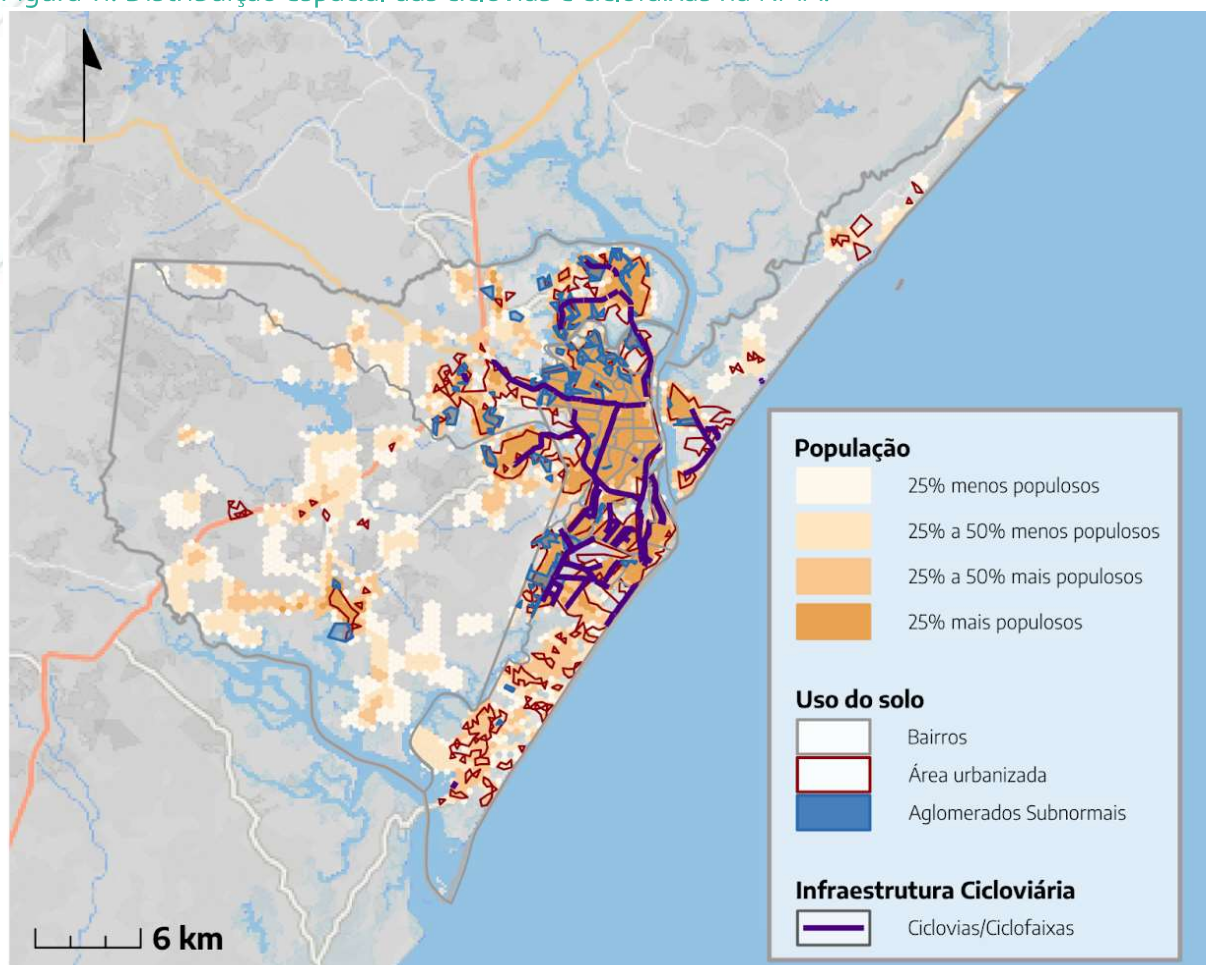 População
25% menos populosos
25% a 50% menos populosos
25% a 50% mais populosos
25% mais populosos
Uso do solo
Bairros
Área urbanizada
Aglomerados Subnormais
Infraestrutura Cicloviária
Ciclovias/Ciclofaixas
6 km